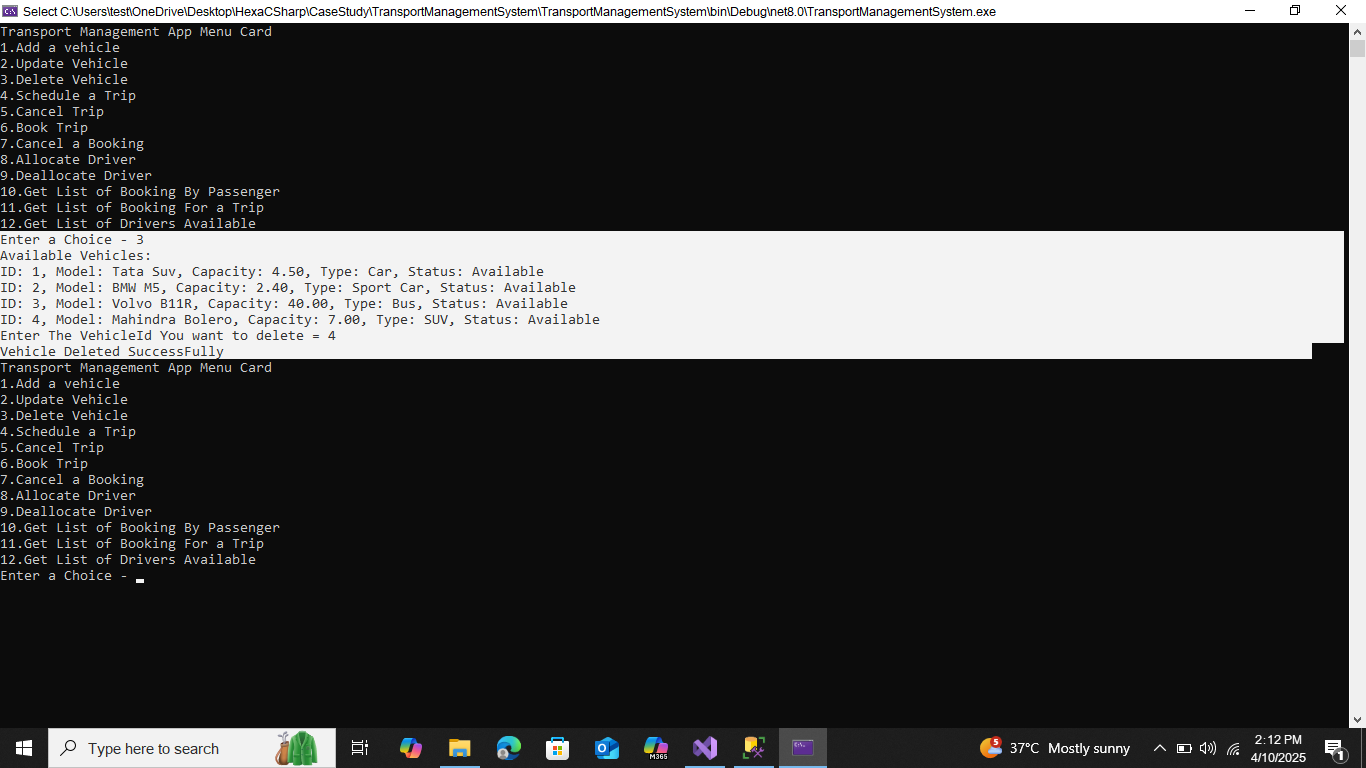 Select C:\Users\test\OneDrive\Desktop\HexaCSharp\CaseStudy\TransportManagementSystem\TransportManagementSystem\bin\Debug\net8.0\TransportManagementSystem.exe
Transport Management App Menu Card
1.Add a vehicle
2.Update Vehicle
3.Delete Vehicle
4.Schedule a Trip
5.Cancel Trip
6.Book Trip
7.Cancel a Booking
8.Allocate Driver
9.Deallocate Driver
10.Get List of Booking By Passenger
11.Get List of Booking For a Trip
12.Get List of Drivers Available
Enter a Choice - 3
Available Vehicles:
ID: 1, Model: Tata Suv, Capacity: 4.50, Type: Car, Status: Available
ID: 2, Model: BMW M5, Capacity: 2.40, Type: Sport Car, Status: Available
ID: 3, Model: Volvo B11R, Capacity: 40.00, Type: Bus, Status: Available
ID: 4, Model: Mahindra Bolero, Capacity: 7.00, Type: SUV, Status: Available
Enter The VehicleId You want to delete = 4
Vehicle Deleted SuccessFully
Transport Management App Menu Card
1.Add a vehicle
2.Update Vehicle
3.Delete Vehicle
4.Schedule a Trip
5.Cancel Trip
6.Book Trip
7.Cancel a Booking
8.Allocate Driver
9.Deallocate Driver
10.Get List of Booking By Passenger
11.Get List of Booking For a Trip
12.Get List of Drivers Available
Enter a Choice -
Type here to search
M365
5
37°C Mostly sunny
2:12 PM
4/10/2025
1